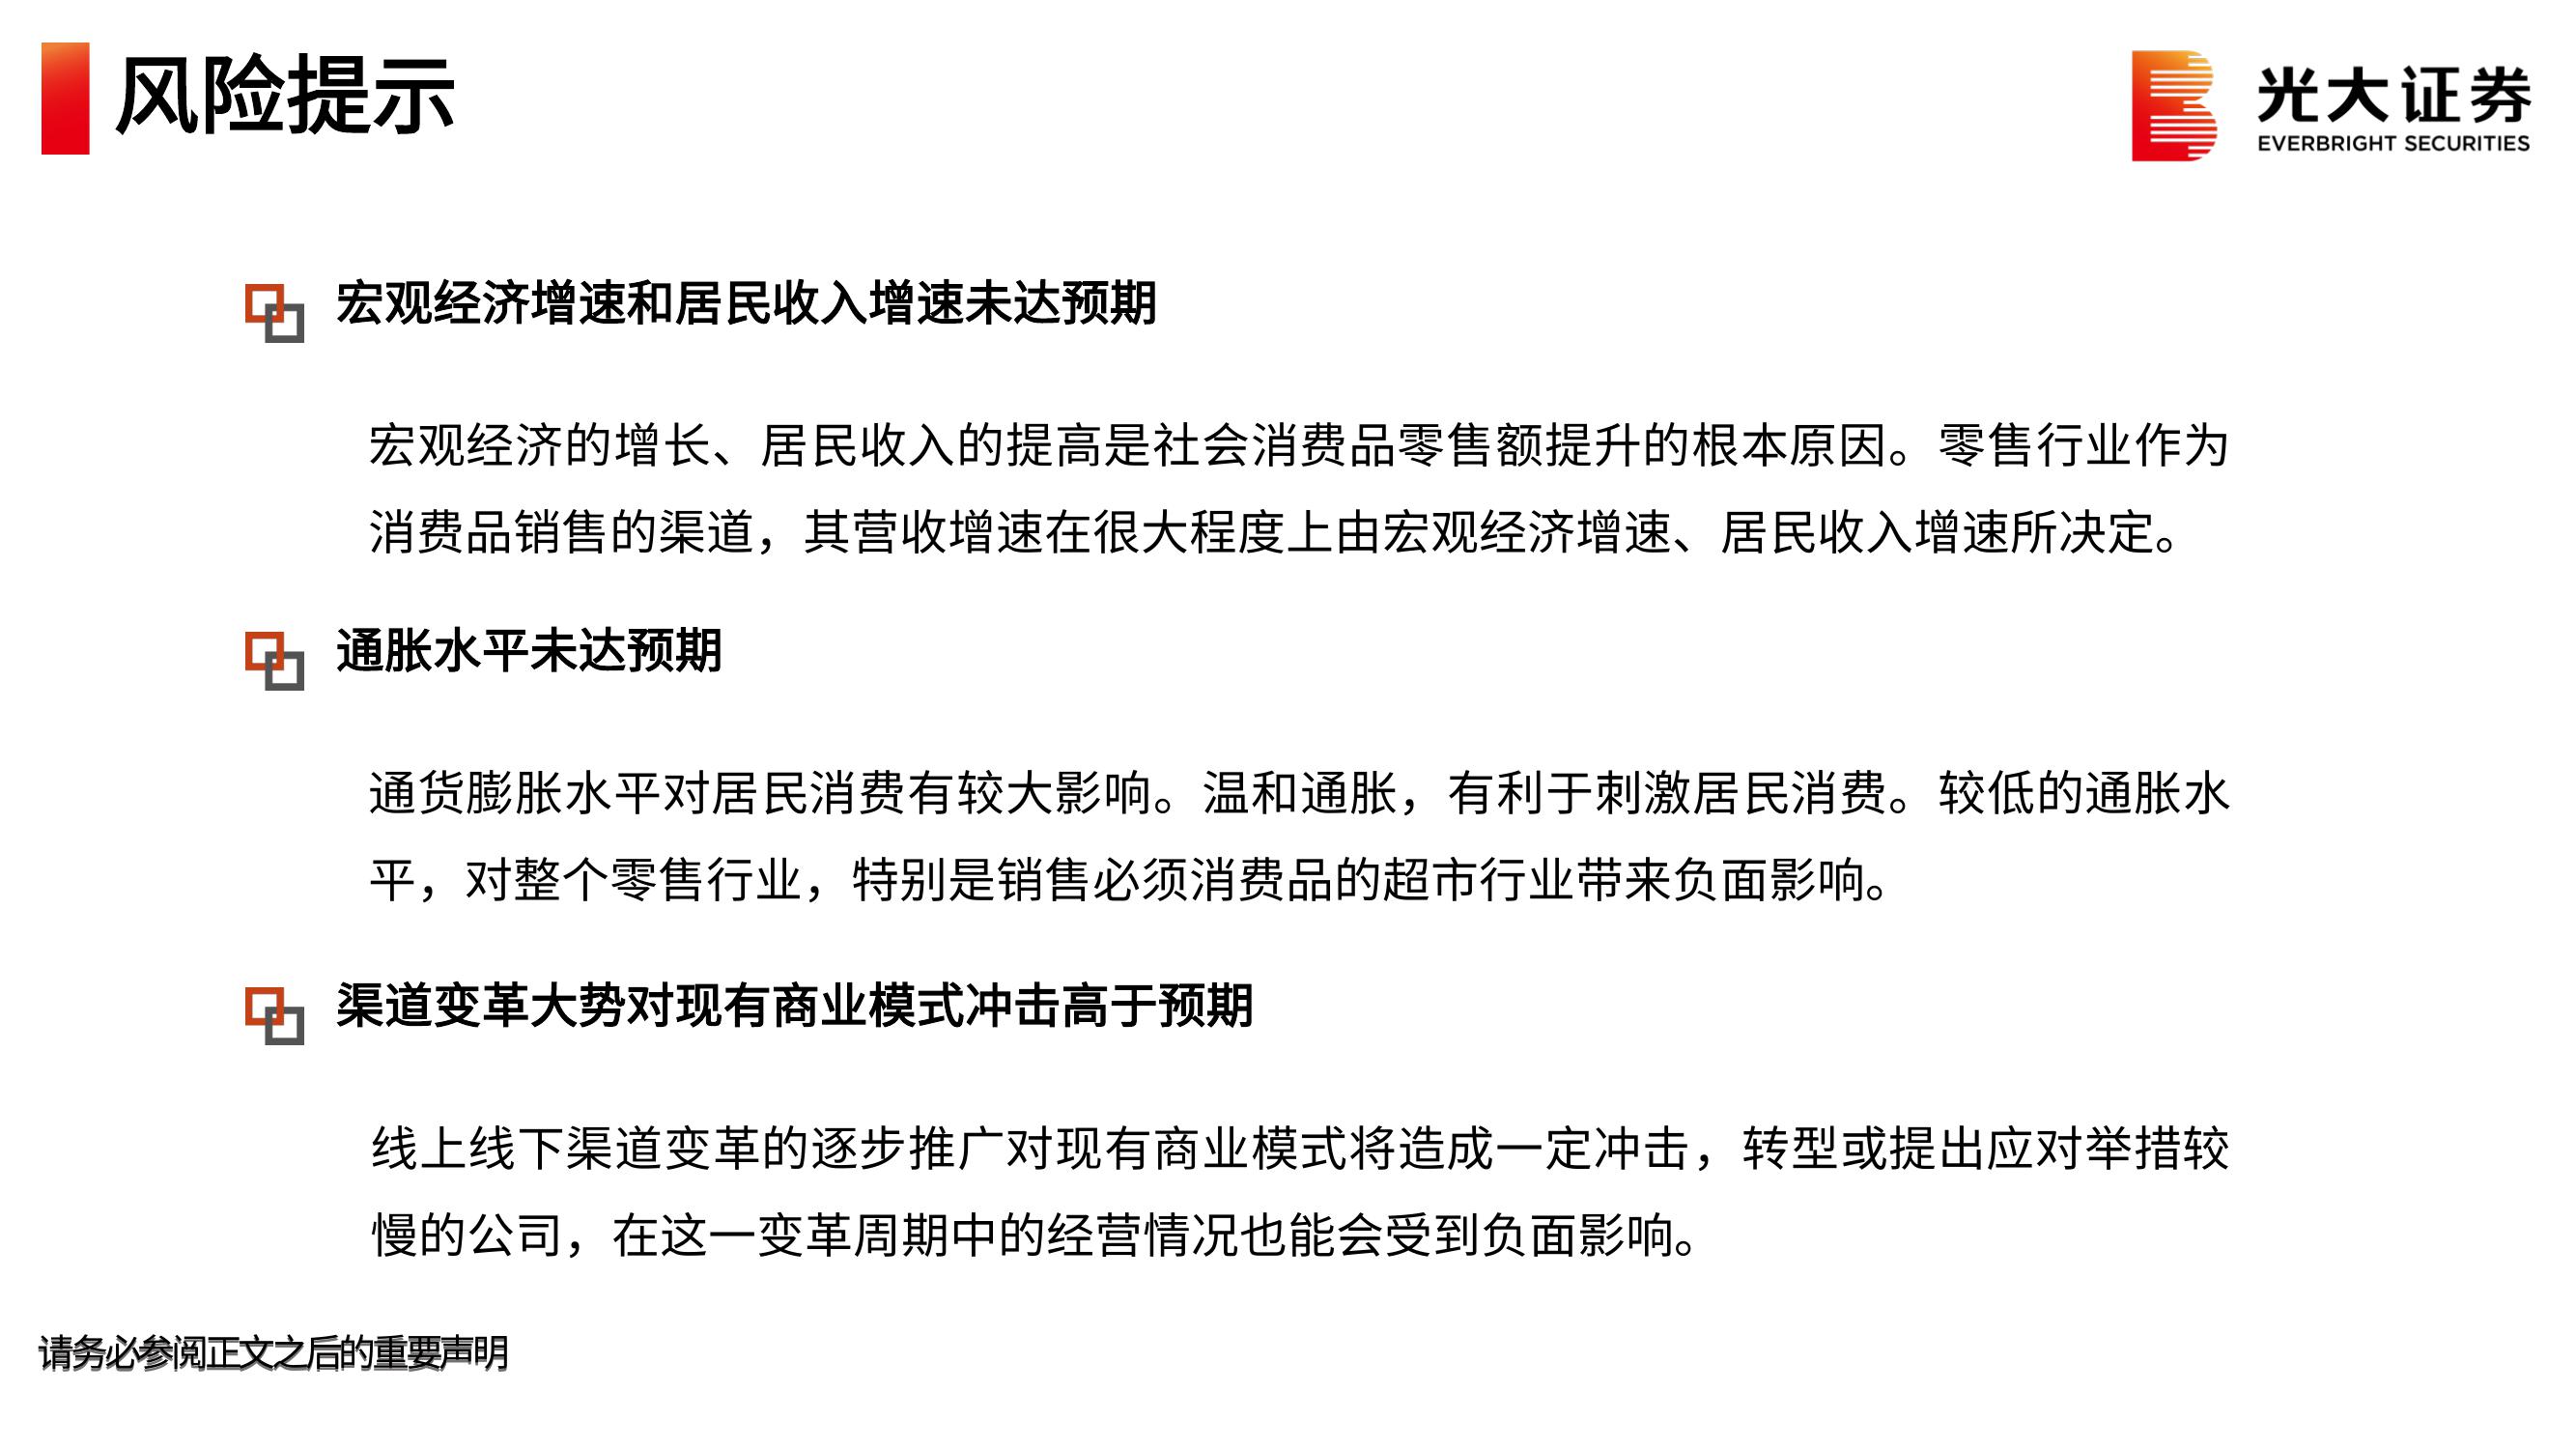 风险提示
光大证券
EVERBRIGHT SECURITIES
宏观经济增速和居民收入增速未达预期
宏观经济的增长、居民收入的提高是社会消费品零售额提升的根本原因。零售行业作为
消费品销售的渠道，其营收增速在很大程度上由宏观经济增速、居民收入增速所决定。
通胀水平未达预期
通货膨胀水平对居民消费有较大影响。温和通胀，有利于刺激居民消费。较低的通胀水
平，对整个零售行业，特别是销售必须消费品的超市行业带来负面影响。
渠道变革大势对现有商业模式冲击高于预期
线上线下渠道变革的逐步推广对现有商业模式将造成一定冲击，转型或提出应对举措较
慢的公司，在这一变革周期中的经营情况也能会受到负面影响。
请务必参阅正文之后的重要声明